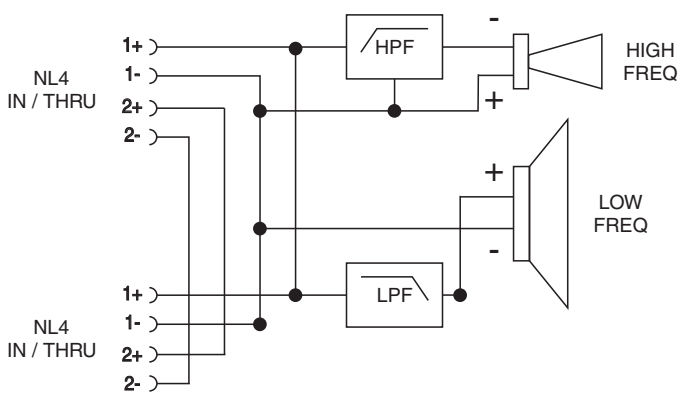 1+
1-
NL4
IN / THRU
2+
2-
HPF
-
+
HIGH
FREQ
+
-
LOW
FREQ
1+
1-
NL4
IN / THRU
2+
2-
LPF